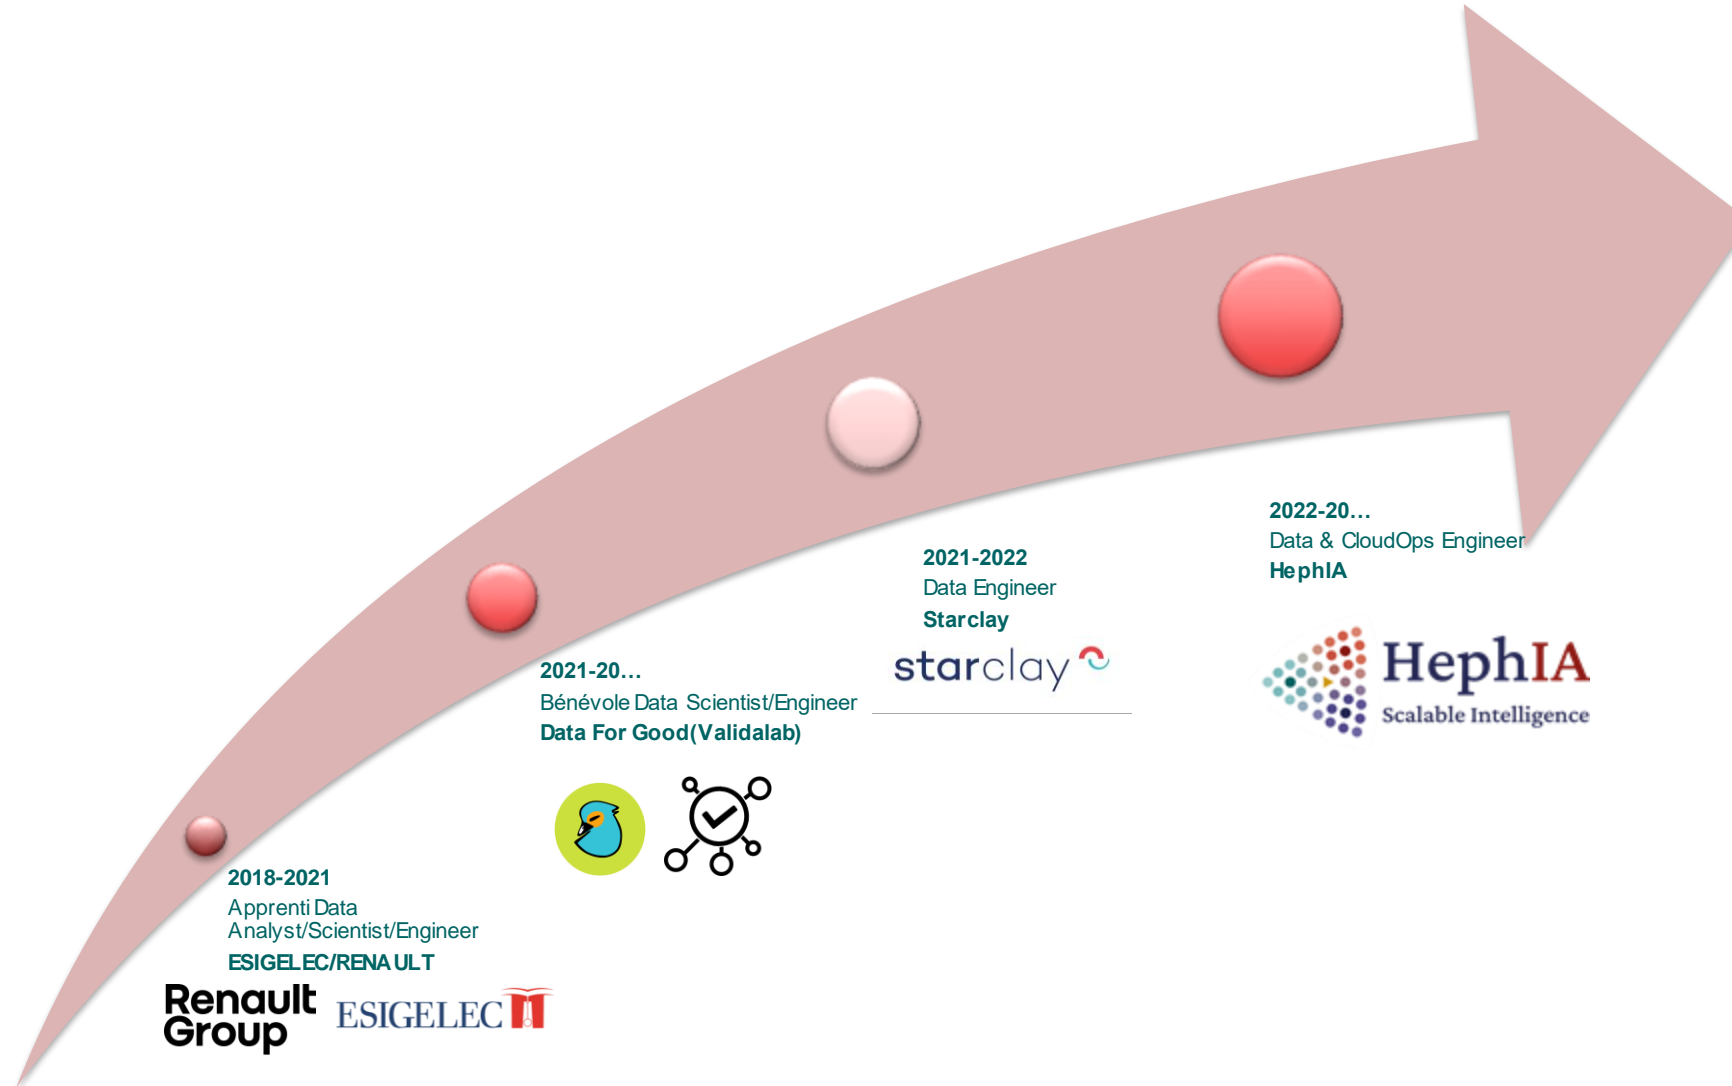 2018-2021
Apprenti Data
Analyst/Scientist/Engineer
ESIGELEC/RENAULT
Renault
Group
ESIGELEC
2021-20...
Bénévole Data Scientist/Engineer
Data For Good(Validalab)
2021-2022
Data Engineer
Starclay
starclay
2022-20...
Data & CloudOps Engineer
HephIA
HephIA
Scalable Intelligence